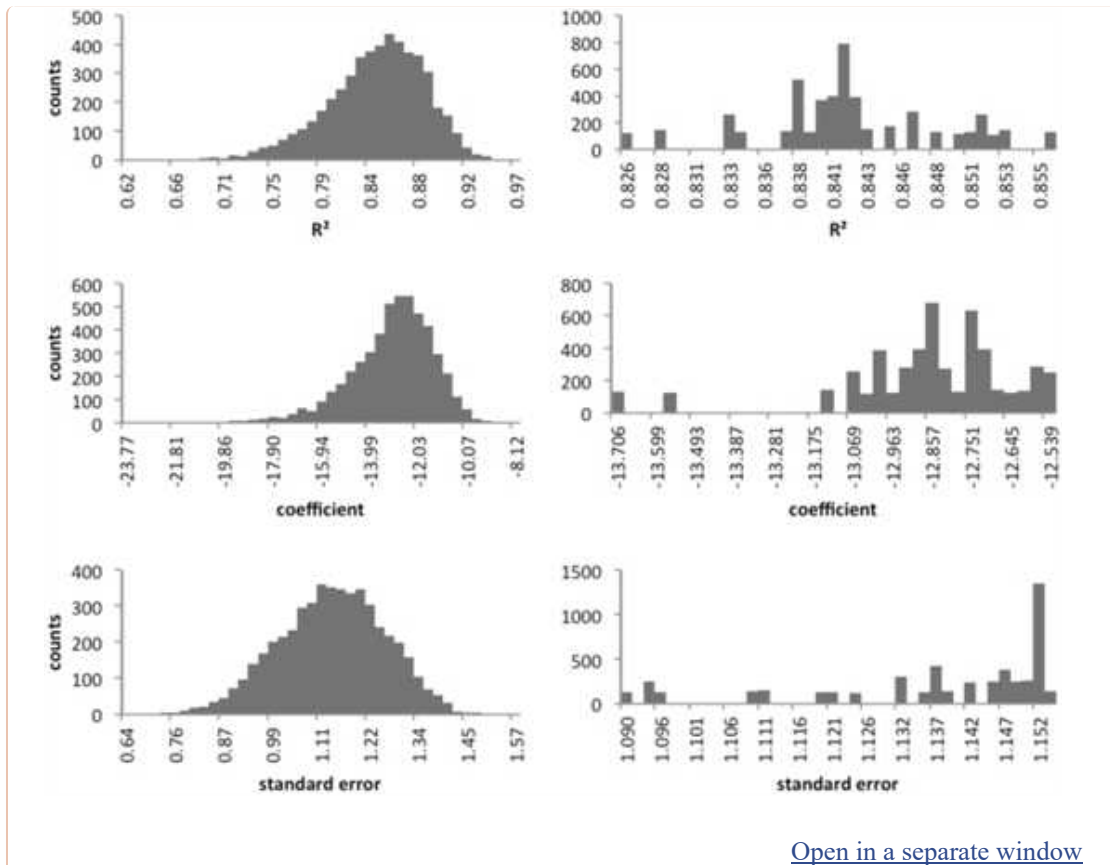 500
400
300
200
100
0
counts
0.62 0.66 0.71 0.75 0.79 0.84 0.88 0.92 0.97
R²
1000
800
600
400
200
0
0.826 0.828 0.831 0.833 0.836 0.838 0.841 0.843 0.846 0.848 0.851 0.853 0.855
R²
600
500
400
300
200
100
0
counts
-23.77 -21.81 -19.86 -17.90 -15.94 -13.99 -12.03 -10.07 -8.12
coefficient
800
600
400
200
0
-13.706 -13.599 -13.493 -13.387 -13.281 -13.175 -13.069 -12.963 -12.857 -12.751 -12.645 -12.539
coefficient
400
300
200
100
0
counts
0.64 0.76 0.87 0.99 1.11 1.22 1.34 1.45 1.57
standard error
1500
1000
500
0
1.090 1.096 1.101 1.106 1.111 1.116 1.121 1.126 1.132 1.137 1.142 1.147 1.152
standard error
Open in a separate window